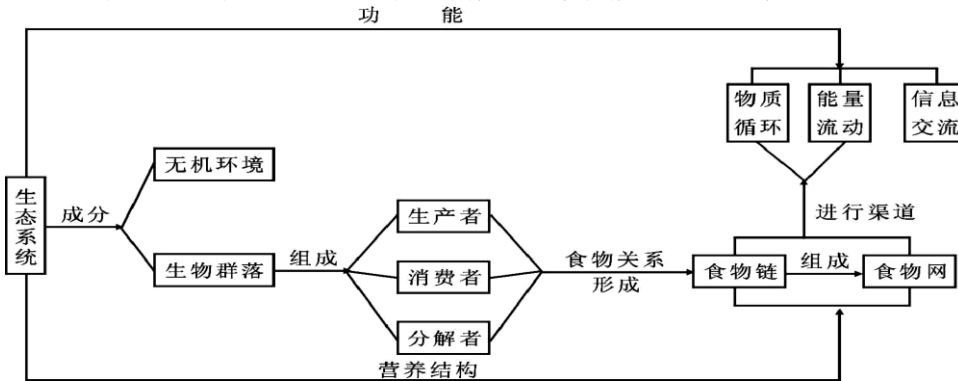 功 能
物质
循环
能量
流动
信息
交流
无机环境
生态系统
成分
生物群落
组成
生产者
消费者
分解者
食物关系
形成
进行渠道
食物链
组成
食物网
营养结构